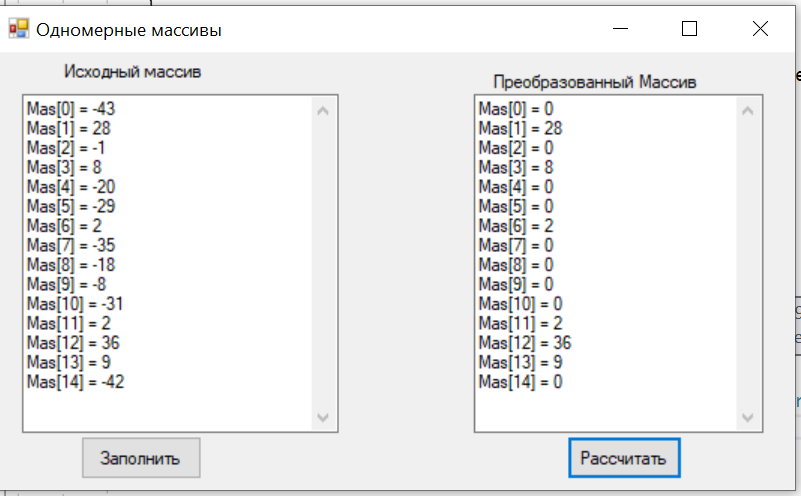 Одномерные массивы
Исходный массив
Mas[0] = -43
Mas[1] = 28
Mas[2] = -1
Mas[3] = 8
Mas[4] = -20
Mas[5] = -29
Mas[6] = 2
Mas[7] = -35
Mas[8] = -18
Mas[9] = -8
Mas[10] = -31
Mas[11] = 2
Mas[12] = 36
Mas[13] = 9
Mas[14] = -42
Заполнить
Преобразованный Массив
Mas[0] = 0
Mas[1] = 28
Mas[2] = 0
Mas[3] = 8
Mas[4] = 0
Mas[5] = 0
Mas[6] = 2
Mas[7] = 0
Mas[8] = 0
Mas[9] = 0
Mas[10] = 0
Mas[11] = 2
Mas[12] = 36
Mas[13] = 9
Mas[14] = 0
Рассчитать